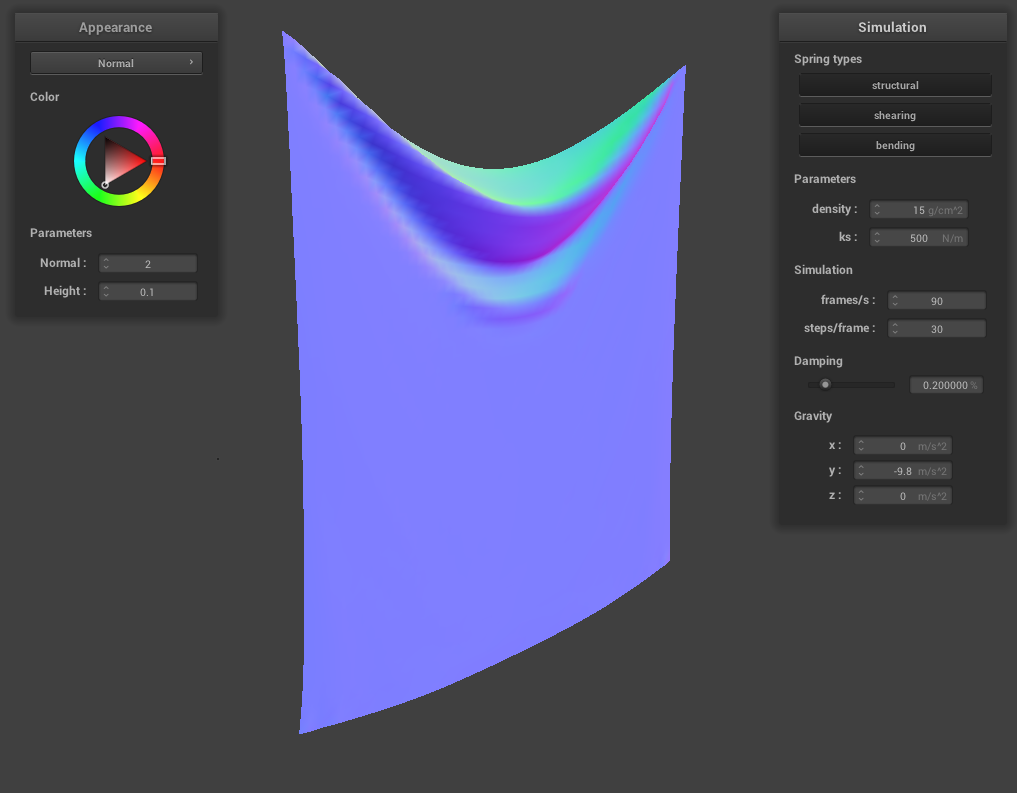 Appearance
Normal ›
Color
Parameters
Normal : 2
Height : 0.1
Simulation
Spring types
structural
shearing
bending
Parameters
density : 15 g/cm^2
ks : 500 N/m
Simulation
frames/s : 90
steps/frame : 30
Damping
0.200000 %
Gravity
x : 0 m/s^2
y : -9.8 m/s^2
z : 0 m/s^2